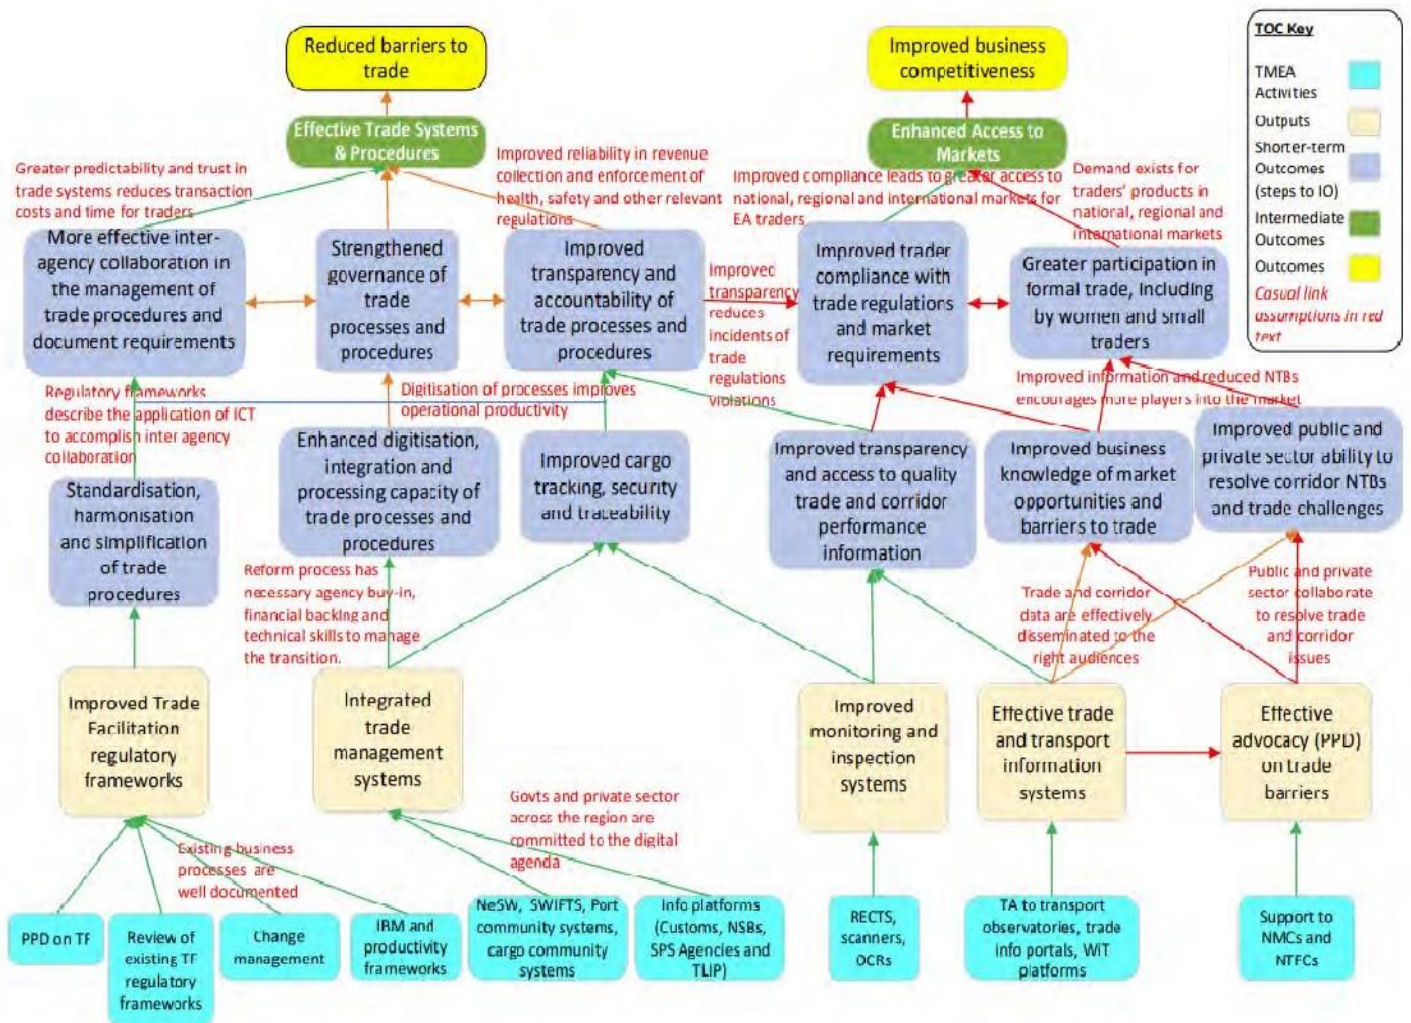 Reduced barriers to
trade
Improved business
competitiveness
TOC Key
TMEA
Activities
Outputs
Shorter-term
Outcomes
(steps to IO)
Intermediate
Outcomes
Outcomes
Casual link
assumptions in red
text
Effective Trade Systems
& Procedures
Enhanced Access to
Markets
Greater predictability and trust in
trade systems reduces transaction
costs and time for traders
Improved reliability in revenue
collection and enforcement of
health, safety and other relevant
regulations
Improved compliance leads to greater access to
national, regional and international markets for
EA traders
Demand exists for
traders' products in
national, regional and
international markets
More effective inter-
agency collaboration in
the management of
trade procedures and
document requirements
Strengthened
governance of
trade
processes and
procedures
Improved
transparency and
accountability of
trade processes and
procedures
Improved
transparency
reduces
incidents of
trade
regulations
violations
Improved trader
compliance with
trade regulations
and market
requirements
Greater participation in
formal trade, including
by women and small
traders
Regulatory frameworks
describe the application of ICT
to accomplish inter agency
collaboration
Digitisation of processes improves
operational productivity
Improved information and reduced NTBs
encourages more players into the market
Standardisation,
harmonisation
and simplification
of trade
procedures
Enhanced digitisation,
integration and
processing capacity of
trade processes and
procedures
Improved cargo
tracking, security
and traceability
Improved transparency
and access to quality
trade and corridor
performance
information
Improved business
knowledge of market
opportunities and
barriers to trade
Improved public and
private sector ability to
resolve corridor NTBs
and trade challenges
Reform process has
necessary agency buy-in,
financial backing and
technical skills to manage
the transition.
Trade and corridor
data are effectively
disseminated to the
right audiences
Public and private
sector collaborate
to resolve trade
and corridor
issues
Improved Trade
Facilitation
regulatory
frameworks
Integrated
trade
management
systems
Improved
monitoring and
inspection
systems
Effective trade
and transport
information
systems
Effective
advocacy (PPD)
on trade
barriers
Existing business
processes are
well documented
Govts and private sector
across the region are
committed to the digital
agenda
PPD on TF
Review of
existing TF
regulatory
frameworks
Change
management
IBM and
productivity
frameworks
NeSW, SWIFTS, Port
community systems,
cargo community
systems
Info platforms
(Customs, NSBs,
SPS Agencies and
TLIP)
RECTS,
scanners,
OCRs
TA to transport
observatories, trade
info portals, WiT
platforms
Support to
NMCs and
NTFCs